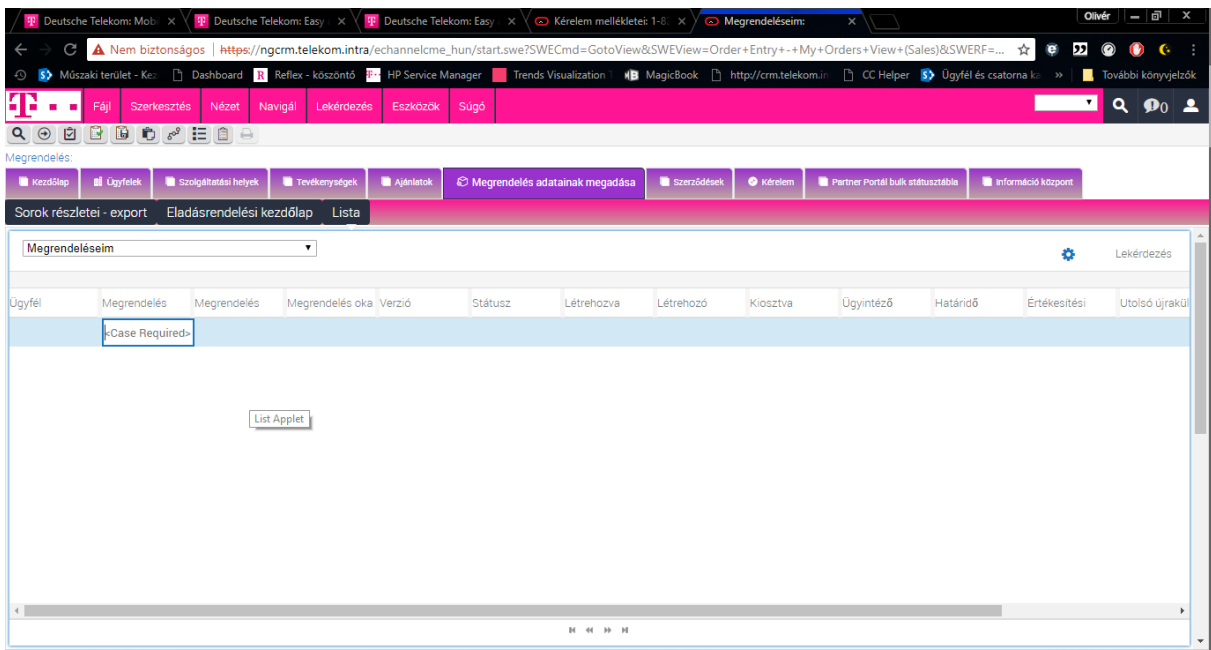 Deutsche Telekom: Mobi Deutsche Telekom: Easy Deutsche Telekom: Easy Kérelem mellékletei: 1-8 Megrendeléseim: Olivér
Nem biztonságos https://ngcrm.telekom.intra/echannelcme_hun/start.swe?SWECmd=GotoView&SWEView=Order+Entry+-+My+Orders+View+(Sales)&SWERF=...
Műszaki terület - Kez Dashboard Reflex - köszöntő HP Service Manager Trends Visualization MagicBook http://crm.telekom.in CC Helper Ügyfél és csatorna ka » További könyvjelzők
Fájl Szerkesztés Nézet Navigál Lekérdezés Eszközök Súgó 0
Megrendelés:
Kezdőlap Ügyfelek Szolgáltatási helyek Tevékenységek Ajánlatok Megrendelés adatainak megadása Szerződések Kérelem Partner Portál bulk státusztábla Információ központ
Sorok részletei - export Eladásrendelési kezdőlap Lista
Megrendeléseim Lekérdezés
Ügyfél Megrendelés Megrendelés Megrendelés oka Verzió Státusz Létrehozva Létrehozó Kiosztva Ügyintéző Határidő Értékesítési Utolsó újrakül
<Case Required>
List Applet